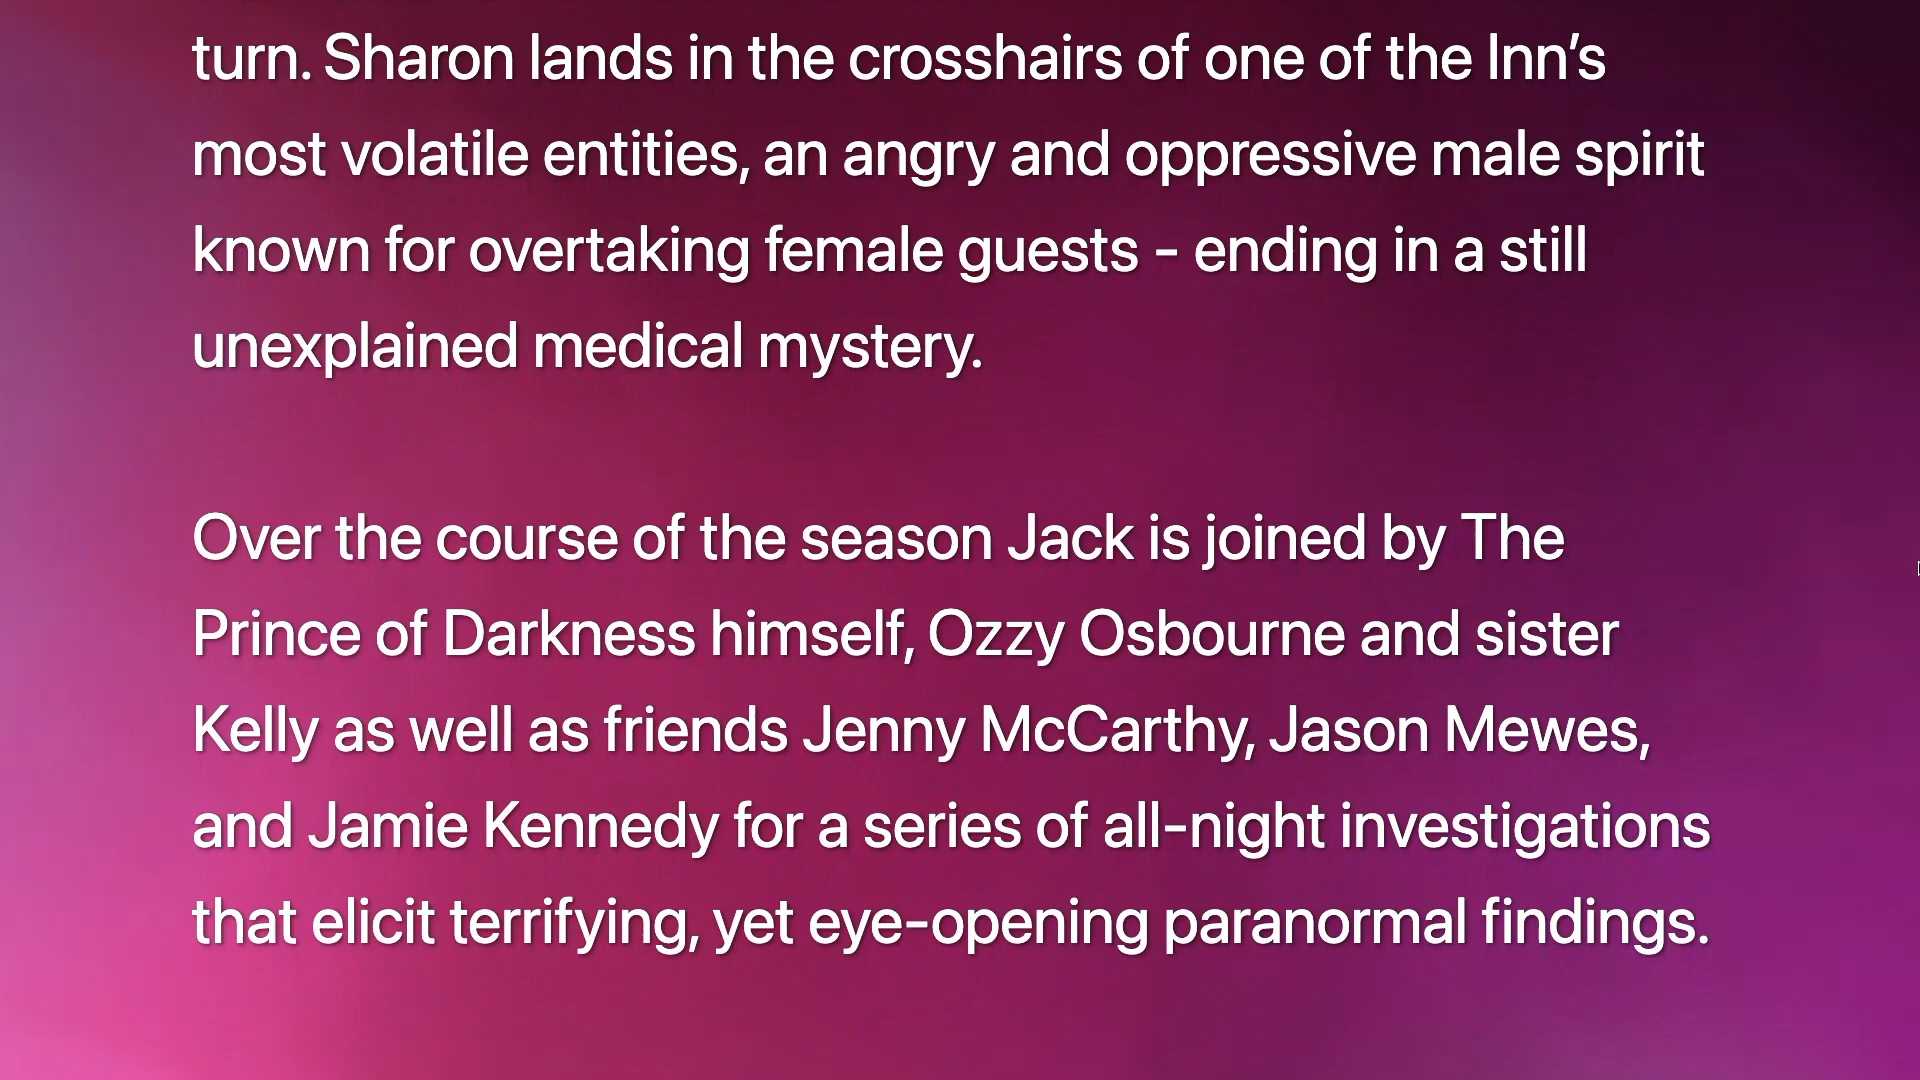 turn. Sharon lands in the crosshairs of one of the Inn’s
most volatile entities, an angry and oppressive male spirit
known for overtaking female guests - ending in a still
unexplained medical mystery.
Over the course of the season Jack is joined by The
Prince of Darkness himself, Ozzy Osbourne and sister
Kelly as well as friends Jenny McCarthy, Jason Mewes,
and Jamie Kennedy for a series of all-night investigations
that elicit terrifying, yet eye-opening paranormal findings.